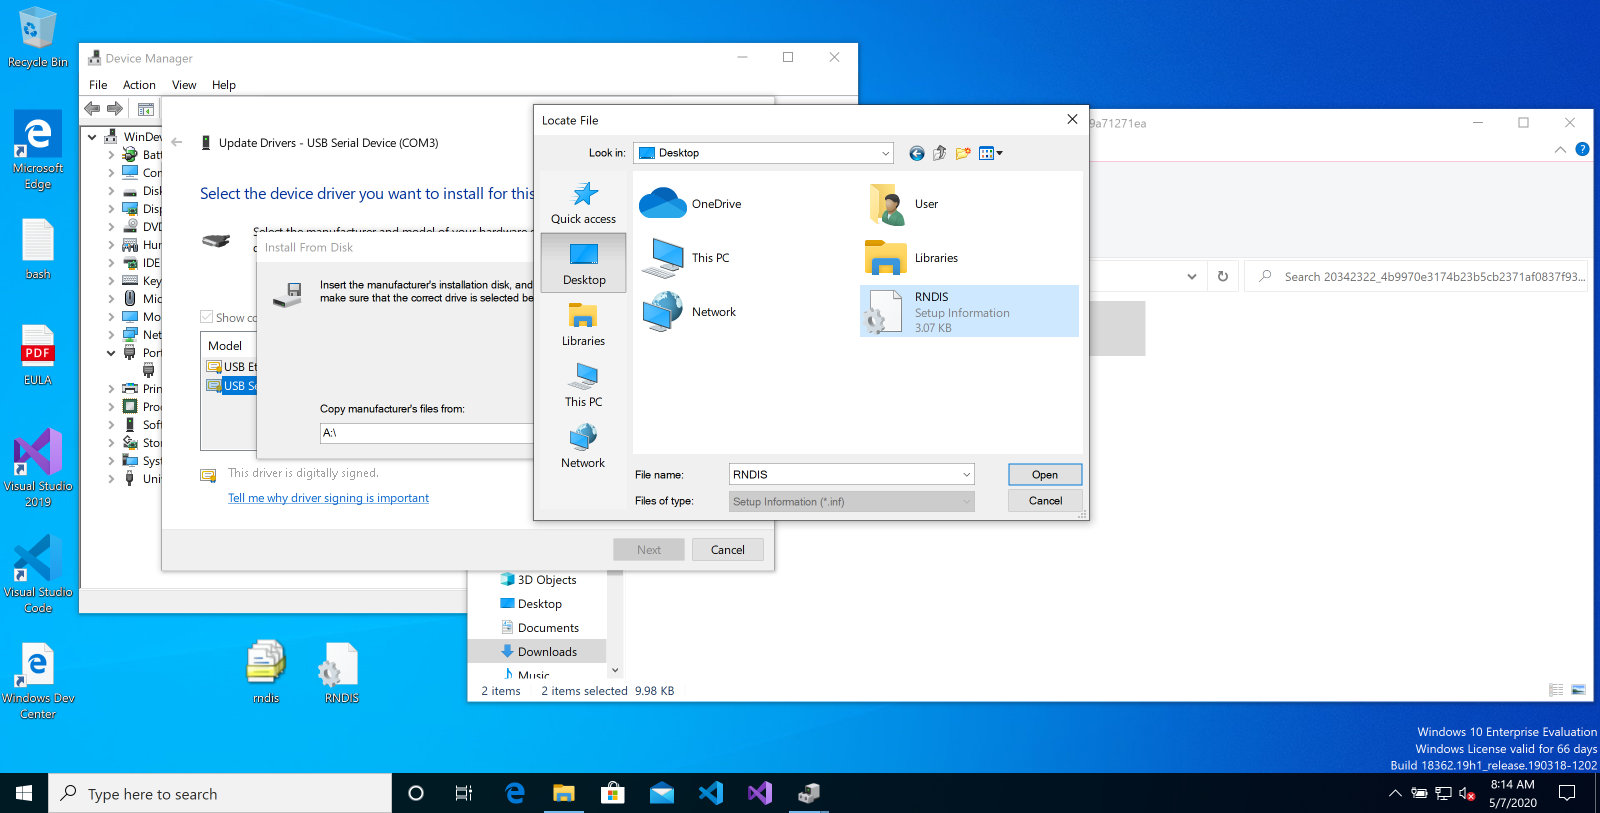 Recycle Bin
Microsoft
Edge
bash
PDF
EULA
Visual Studio
2019
Visual Studio
Code
Windows Dev
Center
rndis
RNDIS
Device Manager
File Action View Help
WinDev
Batt
Con
Disk
Disp
DVD
Hur
IDE
Key
Mic
Mo
Net
Port
Prin
Proc
Soft
Stor
Syst
Uni
Update Drivers - USB Serial Device (COM3)
Select the device driver you want to install for this
Select the manufacturer and model of your hardware
Show co
Model
USB Et
USB Se
This driver is digitally signed.
Tell me why driver signing is important
Next
Cancel
Install From Disk
Insert the manufacturer's installation disk, and
make sure that the correct drive is selected be
Copy manufacturer's files from:
A:\
Locate File
Look in:
Desktop
Quick access
Desktop
Libraries
This PC
Network
OneDrive
User
This PC
Libraries
Network
RNDIS
Setup Information
3.07 KB
File name:
RNDIS
Open
Files of type:
Setup Information (*.inf)
Cancel
9a71271ea
Search 20342322_4b9970e3174b23b5cb2371af0837f93...
3D Objects
Desktop
Documents
Downloads
Music
2 items 2 items selected 9.98 KB
Windows 10 Enterprise Evaluation
Windows License valid for 66 days
Build 18362.19h1_release.190318-1202
Type here to search
8:14 AM
5/7/2020